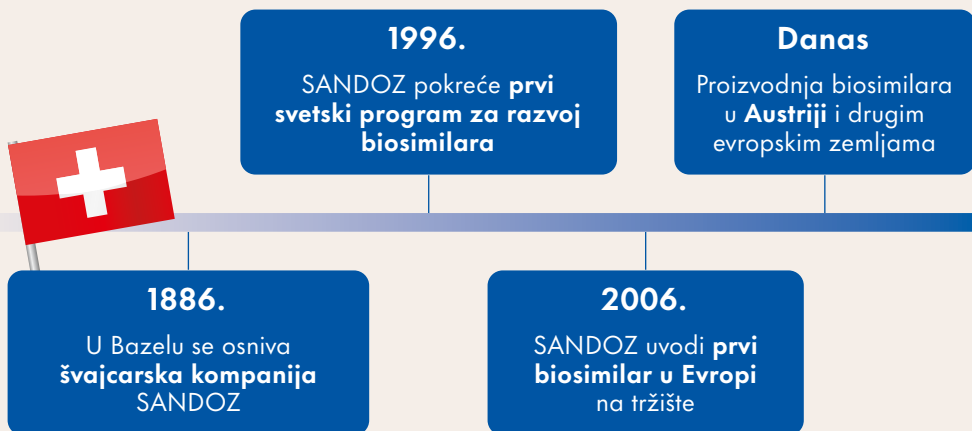 1996.
SANDOZ pokreće prvi
svetski program za razvoj
biosimilara
Danas
Proizvodnja biosimilara
u Austriji i drugim
evropskim zemljama
1886.
U Bazelu se osniva
švajcarska kompanija
SANDOZ
2006.
SANDOZ uvodi prvi
biosimilar u Evropi
na tržište